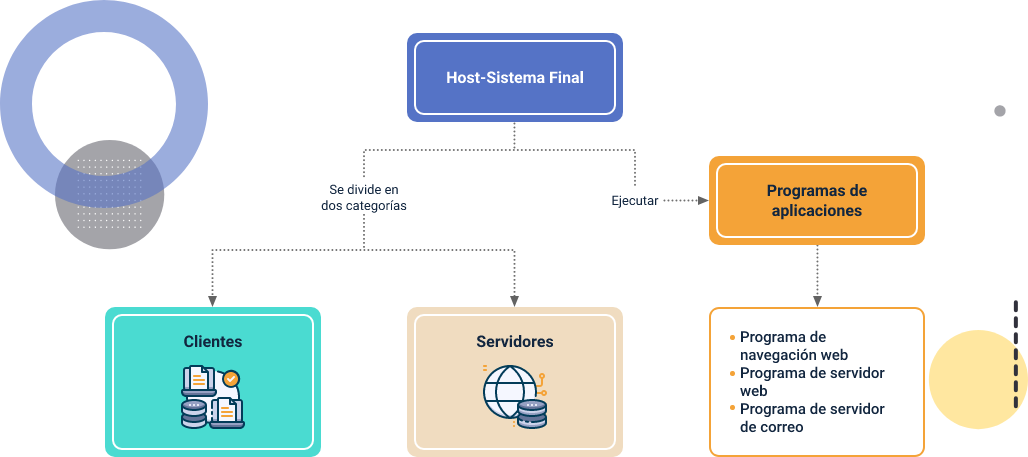 Host-Sistema Final
Se divide en
dos categorías
Ejecutar
Programas de
aplicaciones
Clientes
Servidores
• Programa de
navegación web
• Programa de servidor
web
• Programa de servidor
de correo